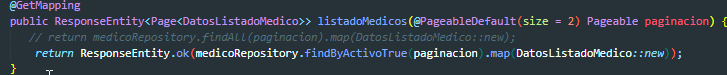 @GetMapping
public ResponseEntity<Page<DatosListadoMedico>> listadoMedicos(@PageableDefault(size = 2) Pageable paginacion) {
// return medicoRepository.findAll(paginacion).map(DatosListadoMedico::new);
return ResponseEntity.ok(medicoRepository.findByActivoTrue(paginacion).map(DatosListadoMedico::new));
}